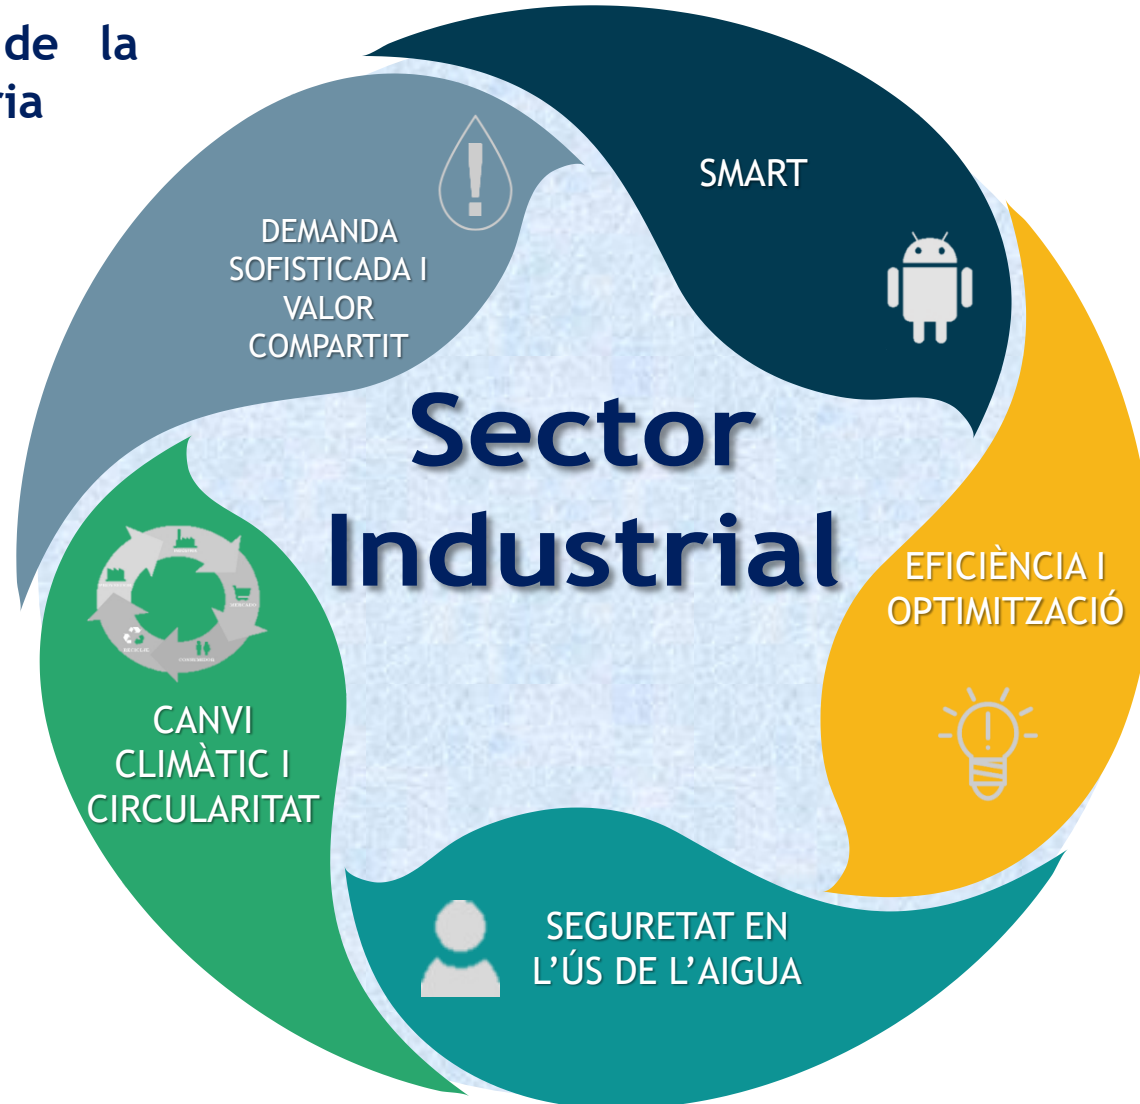 de la
ria
SMART
DEMANDA
SOFISTICADA I
VALOR
COMPARTIT
Sector
Industrial
EFICIÈNCIA I
OPTIMITZACIÓ
CANVI
CLIMÀTIC I
CIRCULARITAT
SEGURETAT EN
L’ÚS DE L’AIGUA